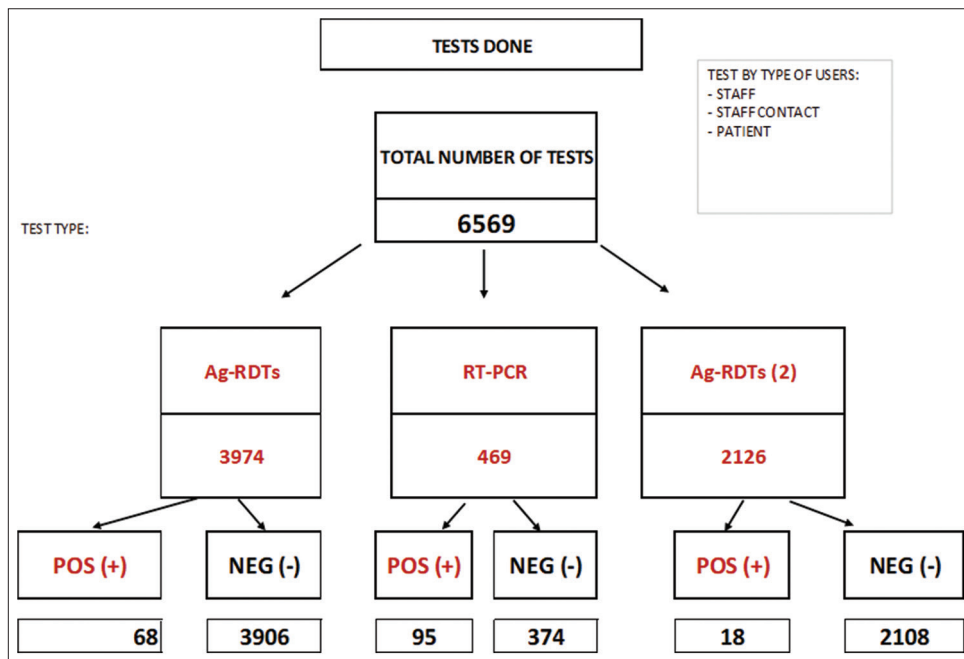 TESTS DONE
TEST BY TYPE OF USERS:
- STAFF
- STAFF CONTACT
- PATIENT
TOTAL NUMBER OF TESTS
6569
TEST TYPE:
Ag-RDTs
RT-PCR
Ag-RDTs (2)
3974
469
2126
POS (+)
NEG (-)
POS (+)
NEG (-)
POS (+)
NEG (-)
68
3906
95
374
18
2108